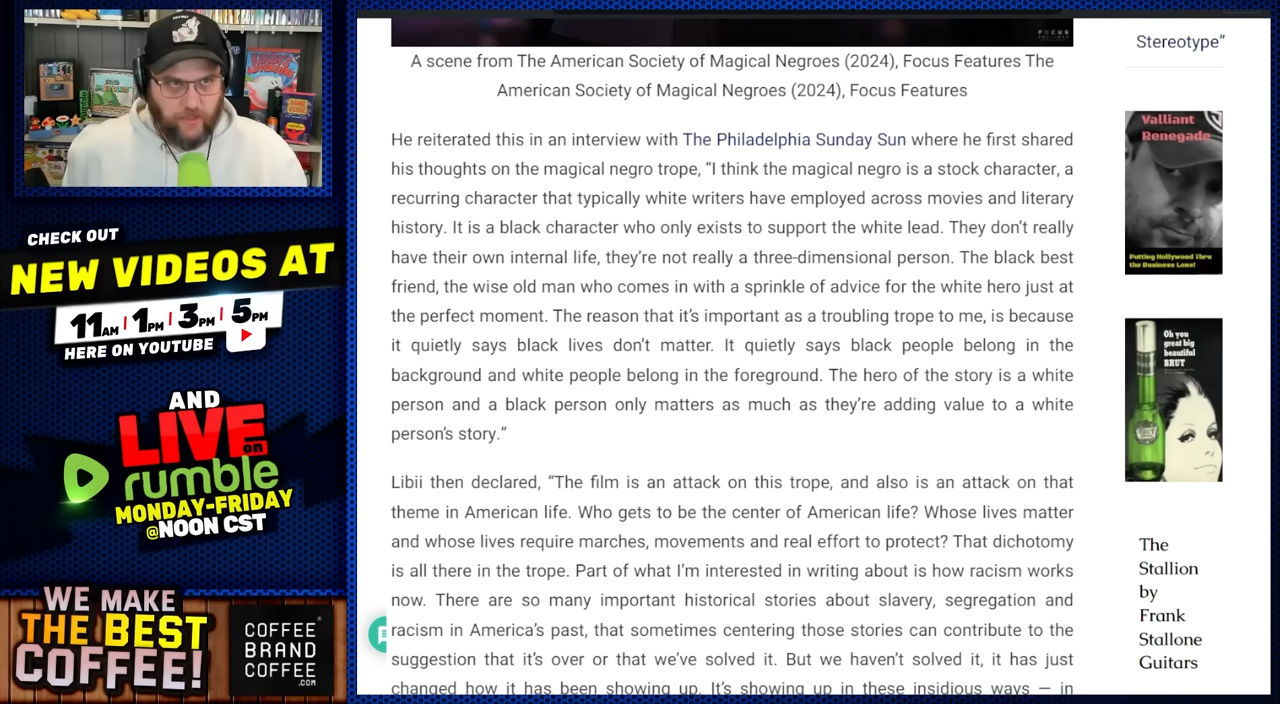 CHECK OUT
NEW VIDEOS AT
11AM | 1PM | 3PM | 5PM
HERE ON YOUTUBE
AND
LIVE
on
rumble
MONDAY-FRIDAY
@NOON CST
WE MAKE
THE BEST
COFFEE!
COFFEE
BRAND
COFFEE
.COM
FOCUS
A scene from The American Society of Magical Negroes (2024), Focus Features The
American Society of Magical Negroes (2024), Focus Features
He reiterated this in an interview with The Philadelphia Sunday Sun where he first shared
his thoughts on the magical negro trope, “I think the magical negro is a stock character, a
recurring character that typically white writers have employed across movies and literary
history. It is a black character who only exists to support the white lead. They don’t really
have their own internal life, they’re not really a three-dimensional person. The black best
friend, the wise old man who comes in with a sprinkle of advice for the white hero just at
the perfect moment. The reason that it’s important as a troubling trope to me, is because
it quietly says black lives don’t matter. It quietly says black people belong in the
background and white people belong in the foreground. The hero of the story is a white
person and a black person only matters as much as they’re adding value to a white
person’s story.”
Libii then declared, “The film is an attack on this trope, and also is an attack on that
theme in American life. Who gets to be the center of American life? Whose lives matter
and whose lives require marches, movements and real effort to protect? That dichotomy
is all there in the trope. Part of what I’m interested in writing about is how racism works
now. There are so many important historical stories about slavery, segregation and
racism in America’s past, that sometimes centering those stories can contribute to the
suggestion that it’s over or that we’ve solved it. But we haven’t solved it, it has just
changed how it has been showing up. It’s showing up in these insidious ways — in
Stereotype”
Valliant
Renegade
Putting Hollywood Thru
the Business Lens!
Oh you
great big
beautiful
BRUT
The
Stallion
by
Frank
Stallone
Guitars